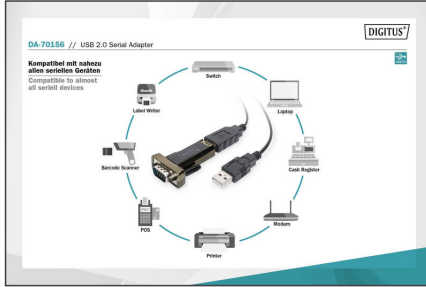 DIGITUS®
DA-70156 // USB 2.0 Serial Adapter
Kompatibel mit nahezu
allen seriellen Geräten
Compatible to almost
all seriell devices
Switch
Label Writer
Laptop
Barcode Scanner
Cash Register
POS
Modem
Printer